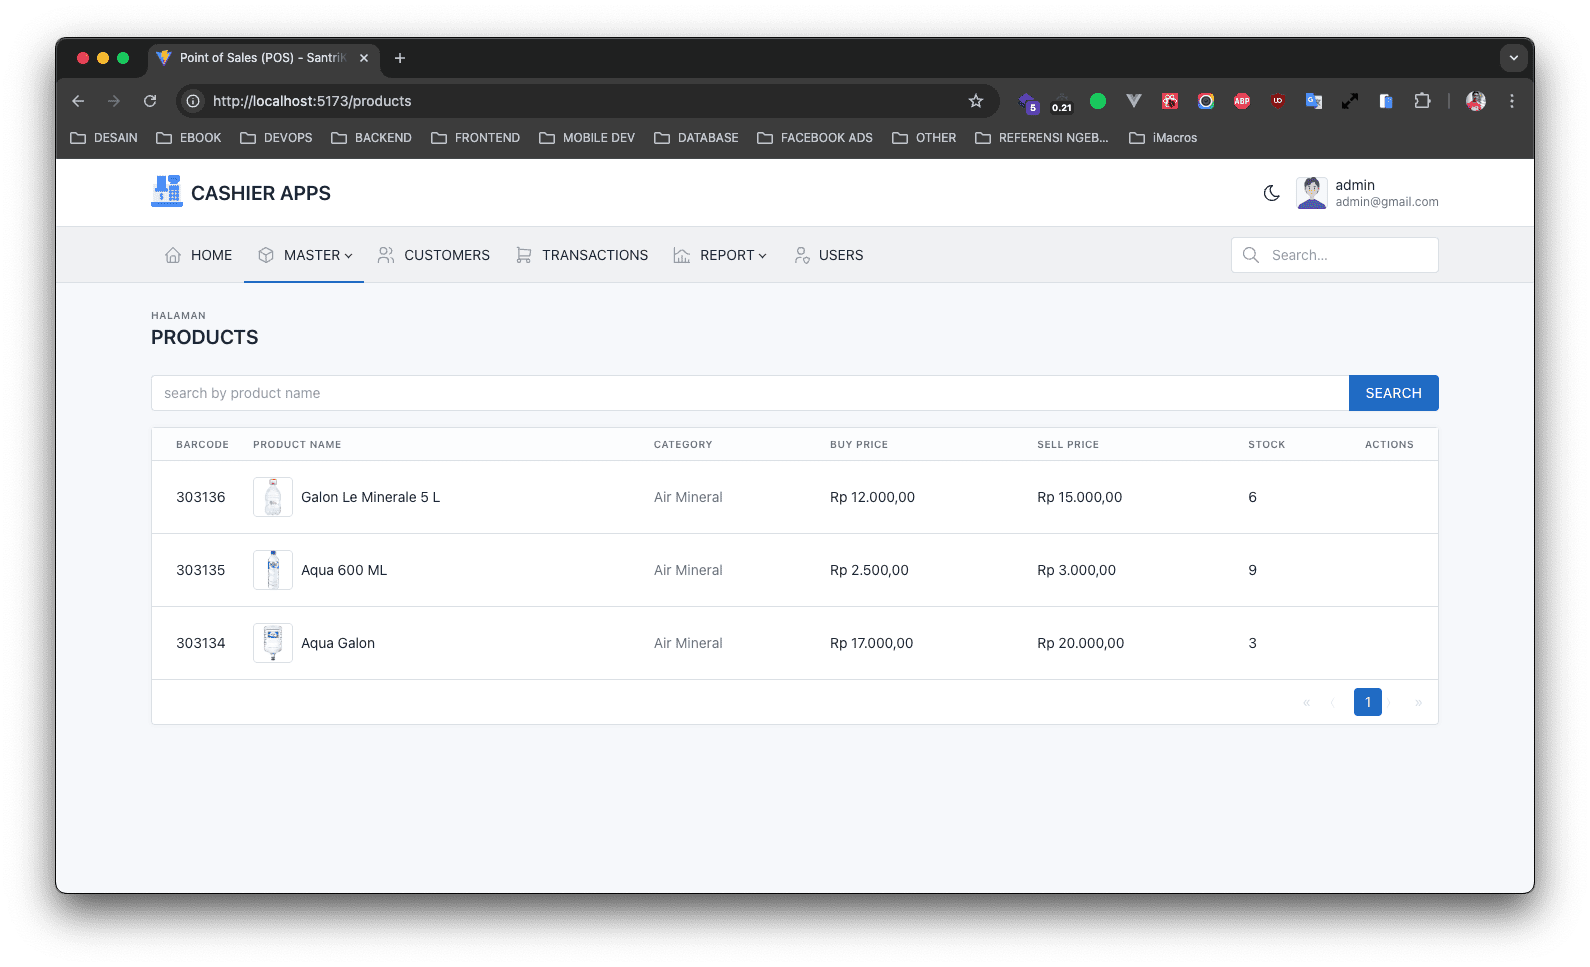 Point of Sales (POS) - Santri
http://localhost:5173/products
5
0.21
ABP
DESAIN EBOOK DEVOPS BACKEND FRONTEND MOBILE DEV DATABASE FACEBOOK ADS OTHER REFERENSI NGEB... iMacros
CASHIER APPS
admin
admin@gmail.com
HOME MASTER CUSTOMERS TRANSACTIONS REPORT USERS Search...
HALAMAN
PRODUCTS
search by product name SEARCH
BARCODE PRODUCT NAME CATEGORY BUY PRICE SELL PRICE STOCK ACTIONS
303136 Galon Le Minerale 5 L Air Mineral Rp 12.000,00 Rp 15.000,00 6
303135 Aqua 600 ML Air Mineral Rp 2.500,00 Rp 3.000,00 9
303134 Aqua Galon Air Mineral Rp 17.000,00 Rp 20.000,00 3
« ‹ 1 › »